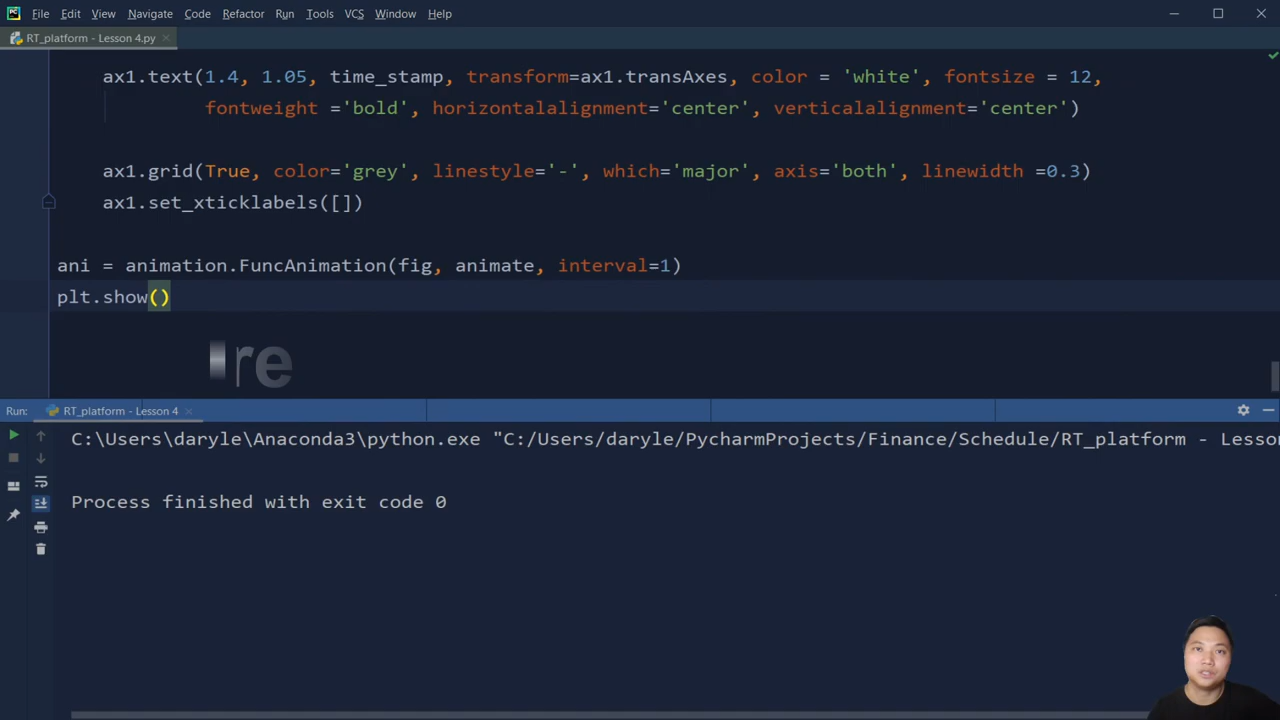 PC File Edit View Navigate Code Refactor Run Tools VCS Window Help
RT_platform - Lesson 4.py
ax1.text(1.4, 1.05, time_stamp, transform=ax1.transAxes, color = 'white', fontsize = 12,
fontweight ='bold', horizontalalignment='center', verticalalignment='center')
ax1.grid(True, color='grey', linestyle='-', which='major', axis='both', linewidth =0.3)
ax1.set_xticklabels([])
ani = animation.FuncAnimation(fig, animate, interval=1)
plt.show()
re
Run: RT_platform - Lesson 4
C:\Users\daryle\Anaconda3\python.exe "C:/Users/daryle/PycharmProjects/Finance/Schedule/RT_platform - Lesso
Process finished with exit code 0